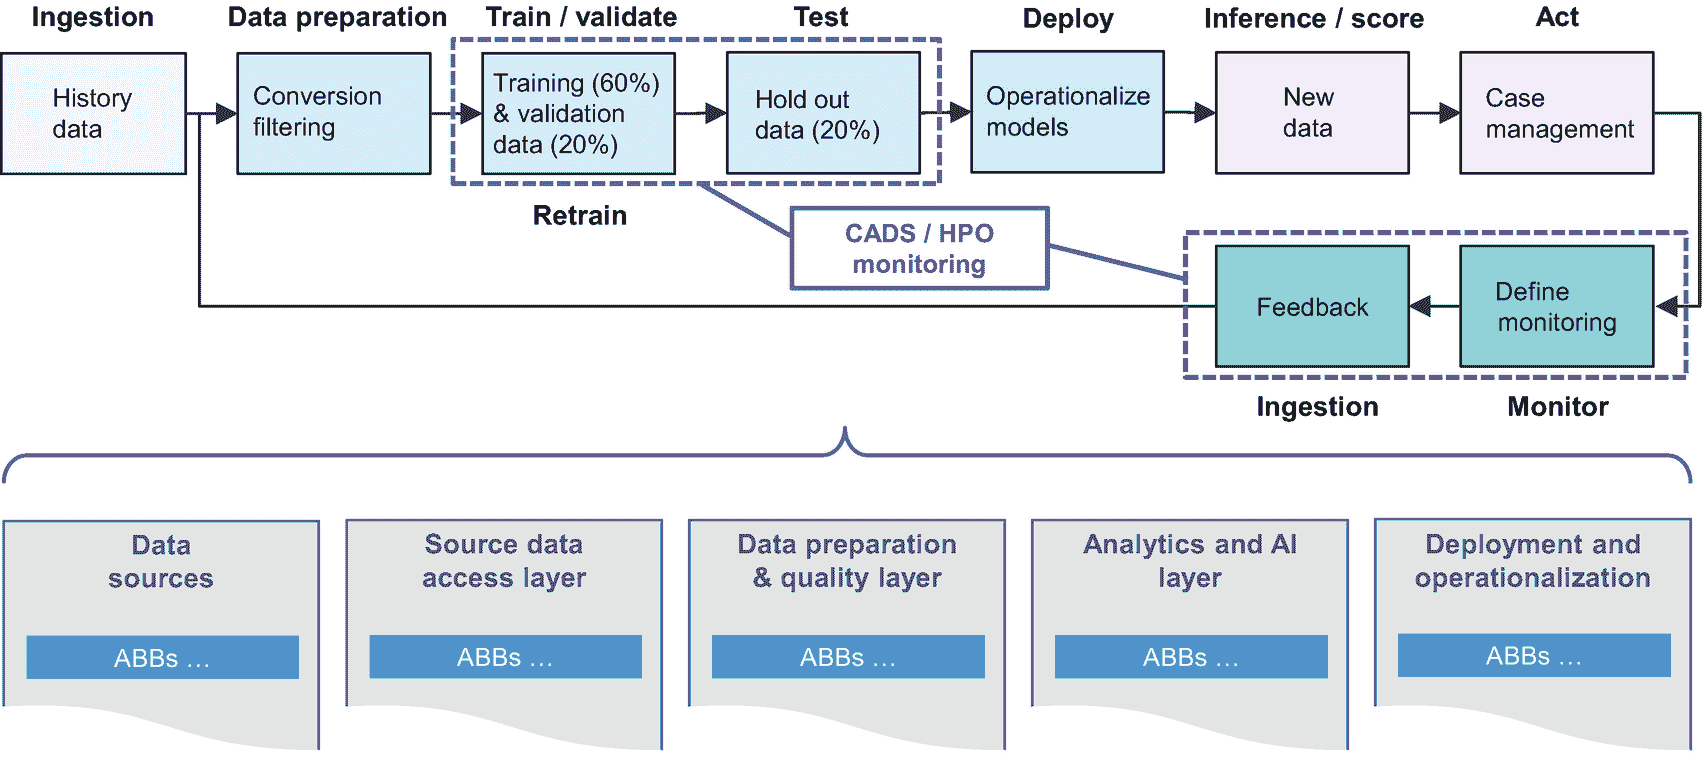 Ingestion
Data preparation
Train / validate
Test
Deploy
Inference / score
Act
History
data
Conversion
filtering
Training (60%)
& validation
data (20%)
Hold out
data (20%)
Operationalize
models
New
data
Case
management
Retrain
CADS / HPO
monitoring
Feedback
Define
monitoring
Ingestion
Monitor
Data
sources
ABBs ...
Source data
access layer
ABBs ...
Data preparation
& quality layer
ABBs ...
Analytics and AI
layer
ABBs ...
Deployment and
operationalization
ABBs ...